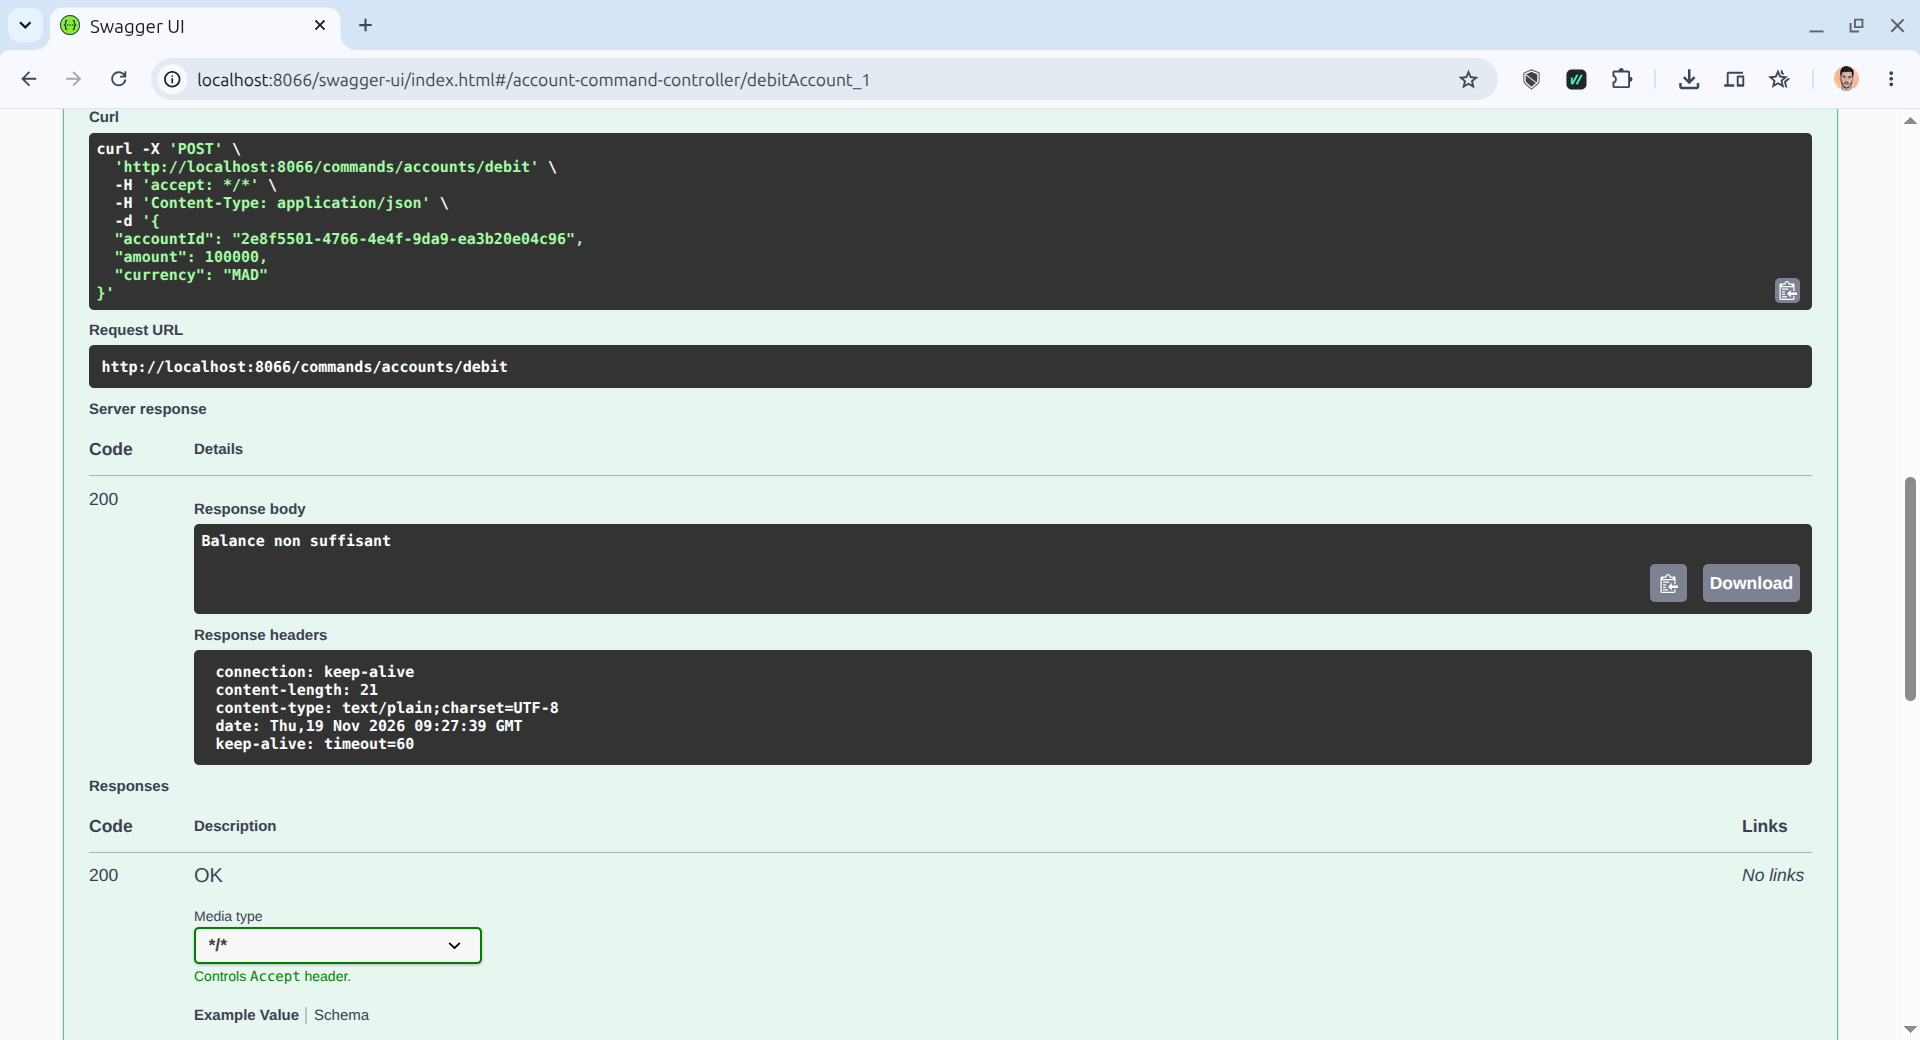 Swagger UI
localhost:8066/swagger-ui/index.html#/account-command-controller/debitAccount_1
Curl
curl -X 'POST' \
'http://localhost:8066/commands/accounts/debit' \
-H 'accept: */*' \
-H 'Content-Type: application/json' \
-d '{
"accountId": "2e8f5501-4766-4e4f-9da9-ea3b20e04c96",
"amount": 100000,
"currency": "MAD"
}'
Request URL
http://localhost:8066/commands/accounts/debit
Server response
Code Details
200
Response body
Balance non suffisant
Download
Response headers
connection: keep-alive
content-length: 21
content-type: text/plain;charset=UTF-8
date: Thu,19 Nov 2026 09:27:39 GMT
keep-alive: timeout=60
Responses
Code Description Links
200 OK No links
Media type
*/*
Controls Accept header.
Example Value | Schema